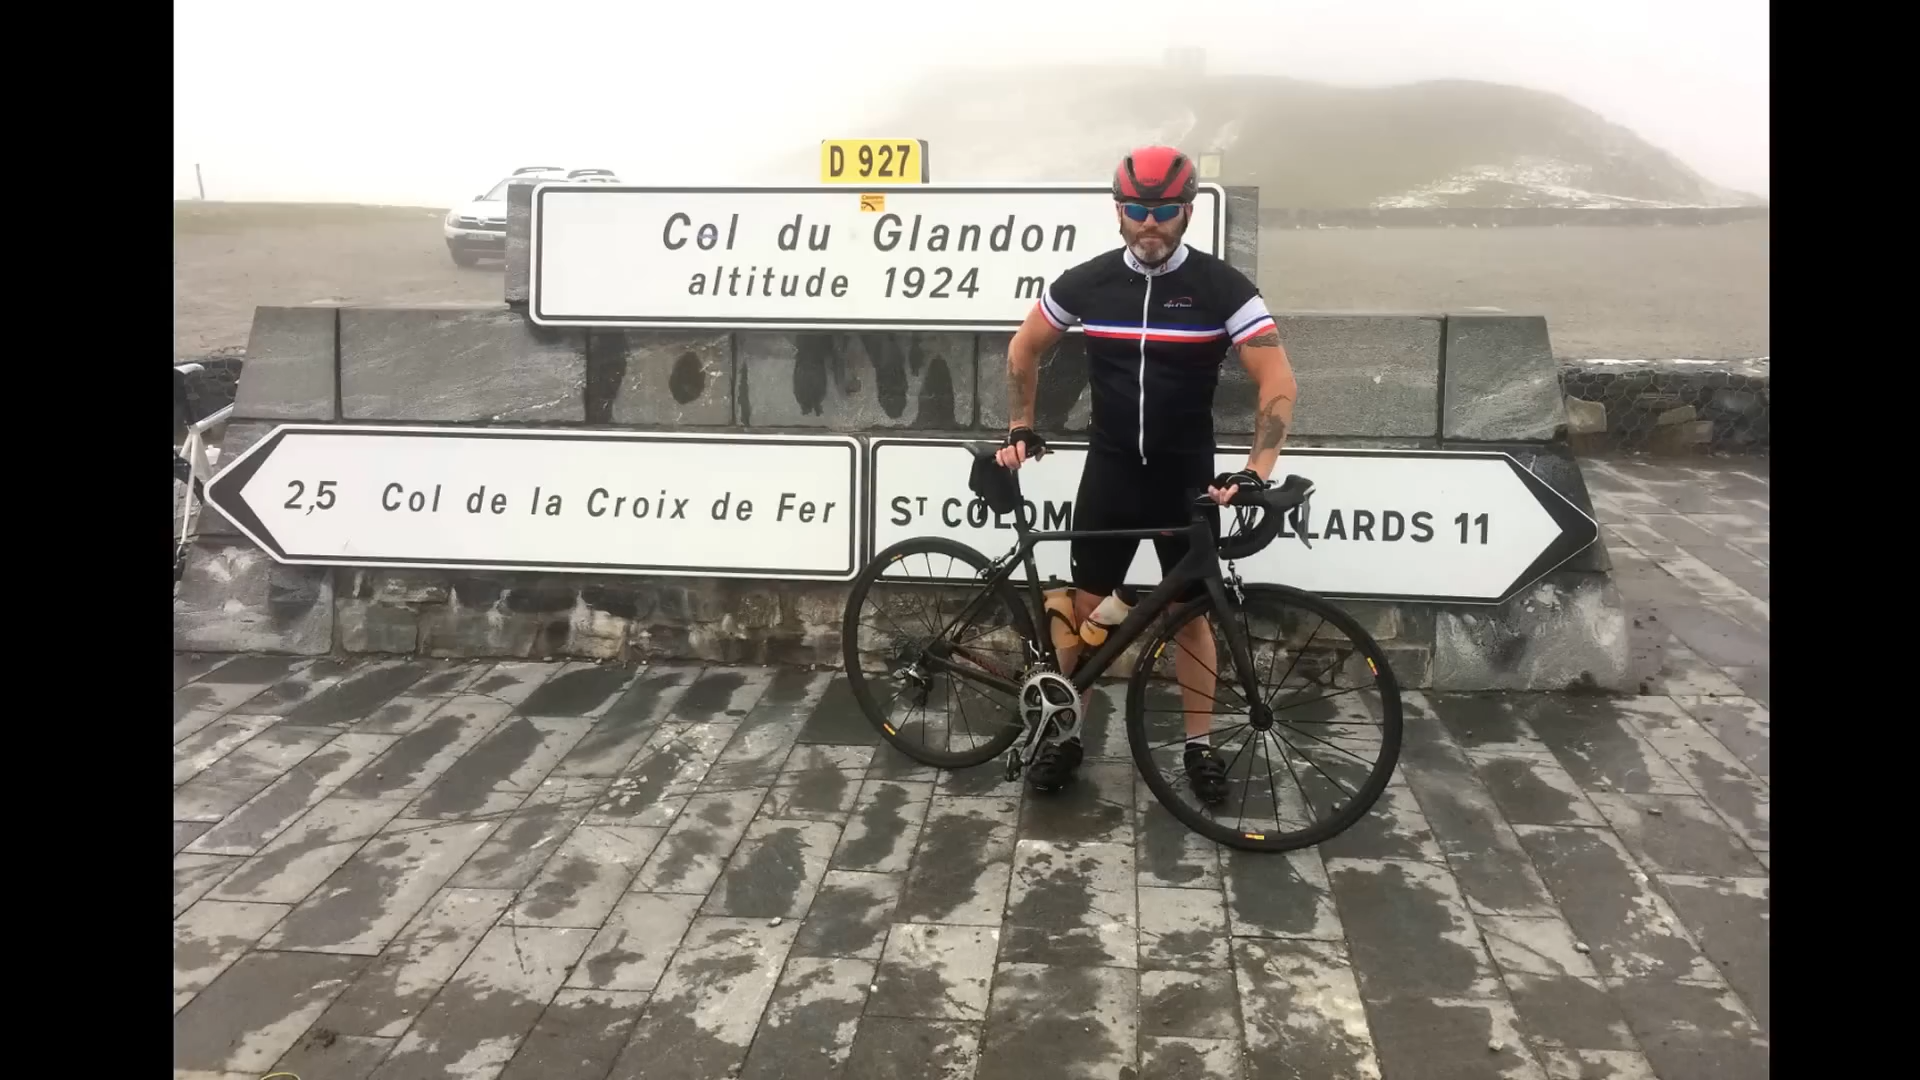 D 927
Col du Glandon
altitude 1924 m
2,5 Col de la Croix de Fer
ST COLOM LLARDS 11